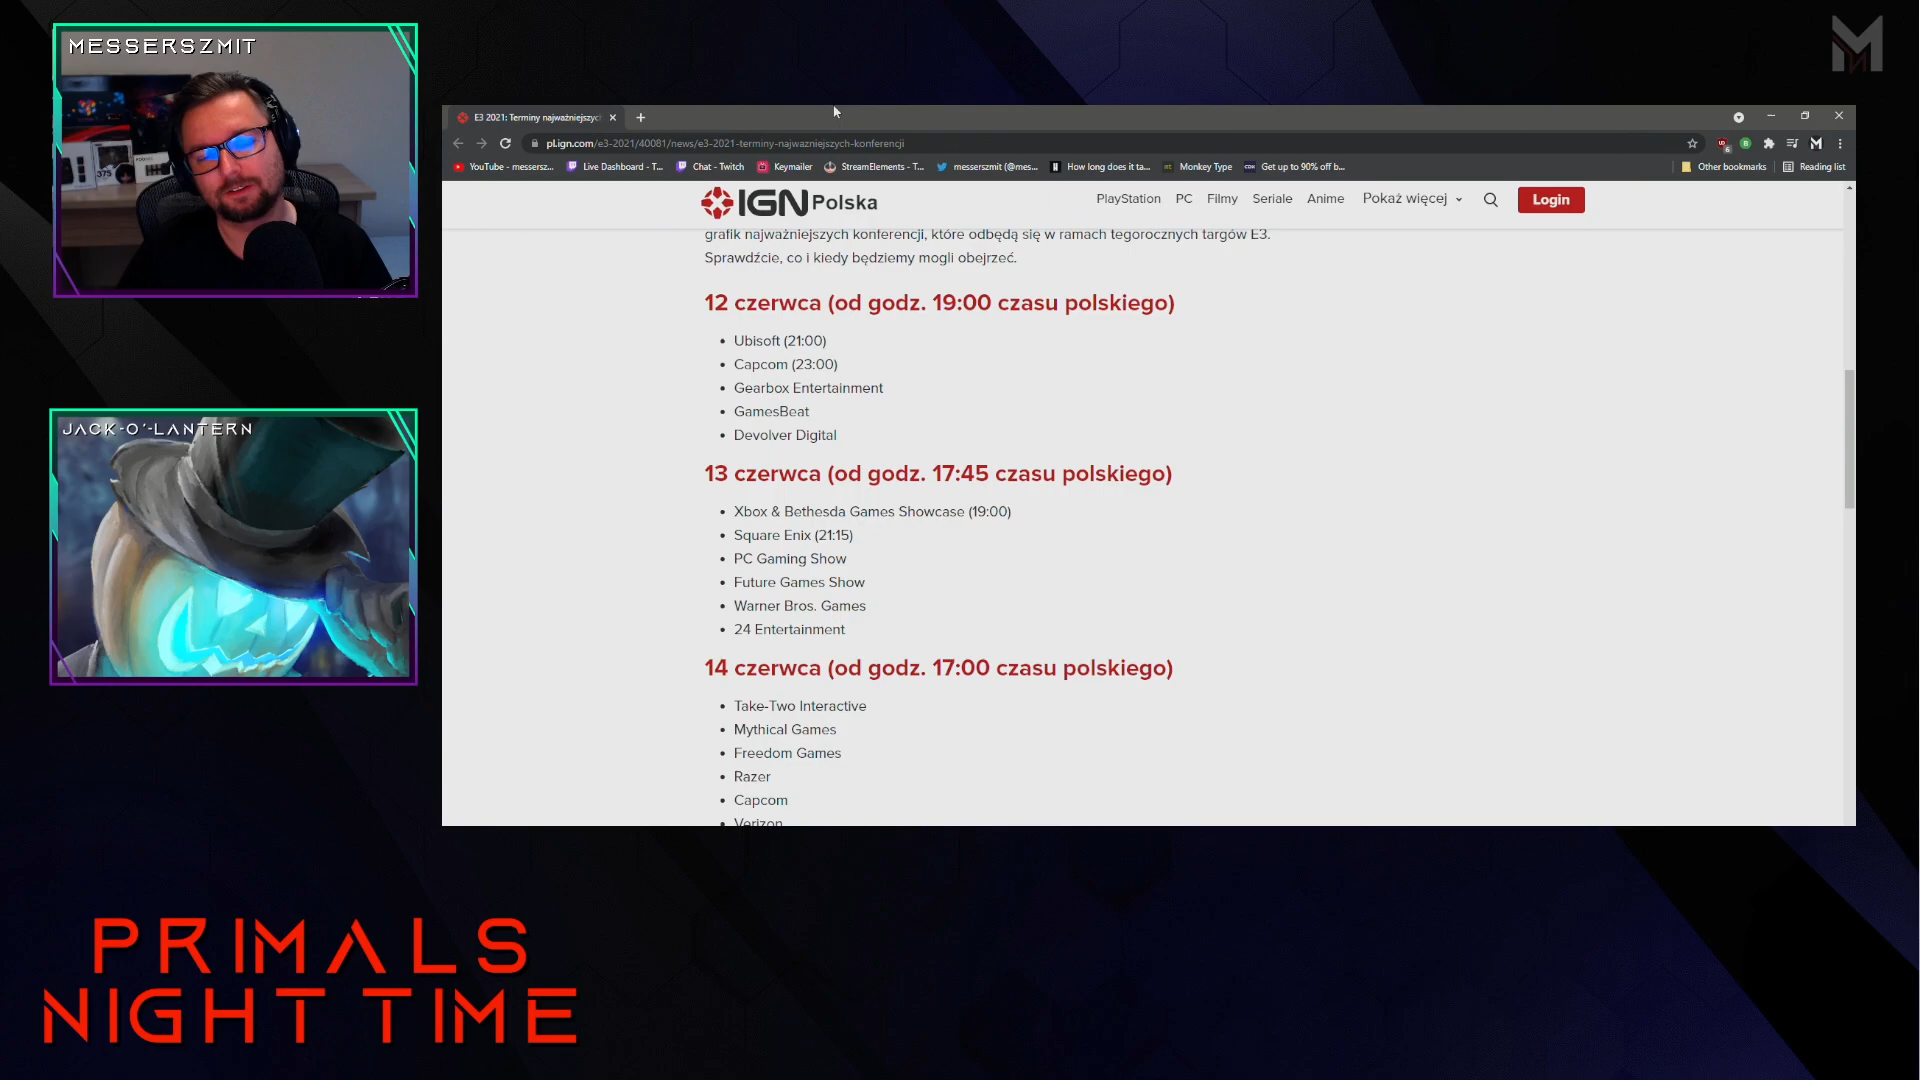 MESSERSZMIT
JACK-O'-LANTERN
PRIMALS
NIGHT TIME
E3 2021: Terminy najważniejszyc
pl.ign.com/e3-2021/40081/news/e3-2021-terminy-najwazniejszych-konferencji
YouTube - messersz... Live Dashboard - T... Chat - Twitch Keymailer StreamElements - T... messerszmit (@mes... How long does it ta... Monkey Type Get up to 90% off b... Other bookmarks Reading list
IGN Polska
PlayStation PC Filmy Seriale Anime Pokaż więcej Login
grafik najważniejszych konferencji, które odbędą się w ramach tegorocznych targów E3.
Sprawdźcie, co i kiedy będziemy mogli obejrzeć.
12 czerwca (od godz. 19:00 czasu polskiego)
Ubisoft (21:00)
Capcom (23:00)
Gearbox Entertainment
GamesBeat
Devolver Digital
13 czerwca (od godz. 17:45 czasu polskiego)
Xbox & Bethesda Games Showcase (19:00)
Square Enix (21:15)
PC Gaming Show
Future Games Show
Warner Bros. Games
24 Entertainment
14 czerwca (od godz. 17:00 czasu polskiego)
Take-Two Interactive
Mythical Games
Freedom Games
Razer
Capcom
Verizon